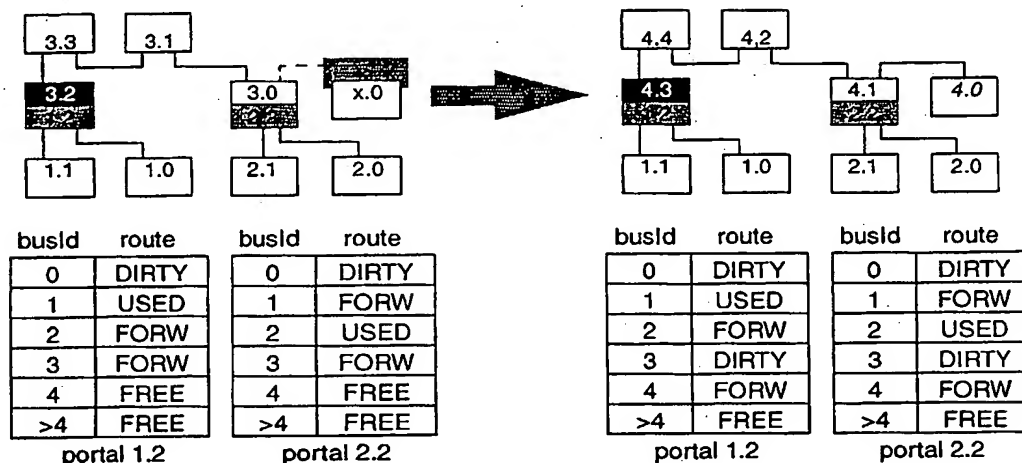 3.3 3.1
3.2 3.0 x.0
1.1 1.0 2.1 2.0
busId route busId route
0 DIRTY 0 DIRTY
1 USED 1 FORW
2 FORW 2 USED
3 FORW 3 FORW
4 FREE 4 FREE
>4 FREE >4 FREE
portal 1.2 portal 2.2
4.4 4.2
4.3 4.1 4.0
1.2 2.2
1.1 1.0 2.1 2.0
busId route busId route
0 DIRTY 0 DIRTY
1 USED 1 FORW
2 FORW 2 USED
3 DIRTY 3 DIRTY
4 FORW 4 FORW
>4 FREE >4 FREE
portal 1.2 portal 2.2